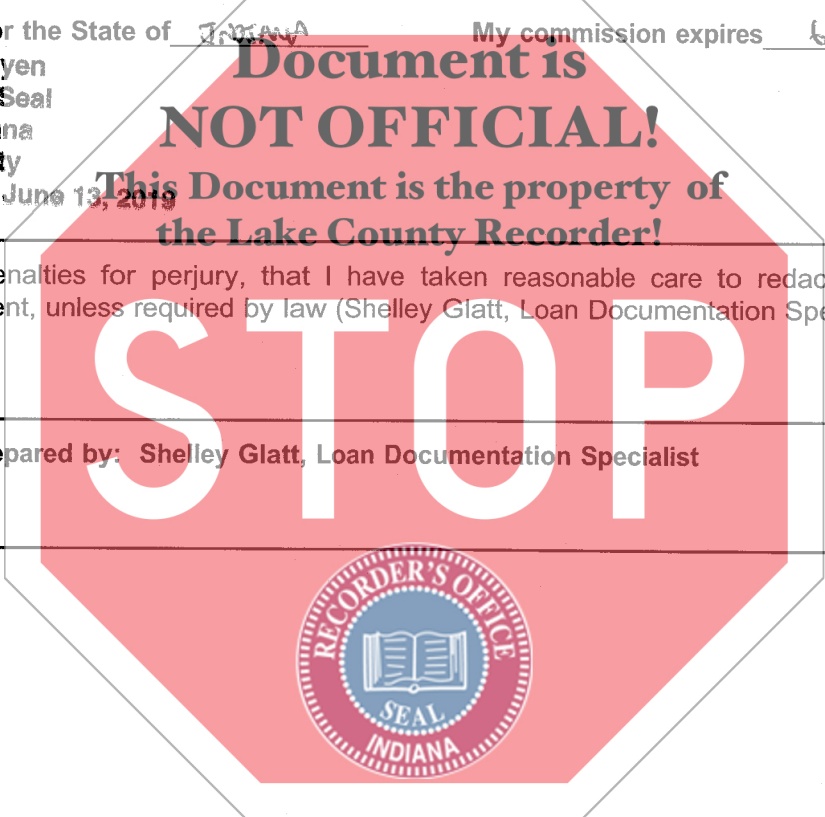 r the State of INDIANA My commission expires
yen
Document is
Seal
NOT OFFICIAL!
na
ty
This Document is the property of
June 13, 2019
the Lake County Recorder!
enalties for perjury, that I have taken reasonable care to redac
ent, unless required by law (Shelley Glatt, Loan Documentation Spe
STOP
epared by: Shelley Glatt, Loan Documentation Specialist
RECORDER'S OFFICE
SEAL
INDIANA